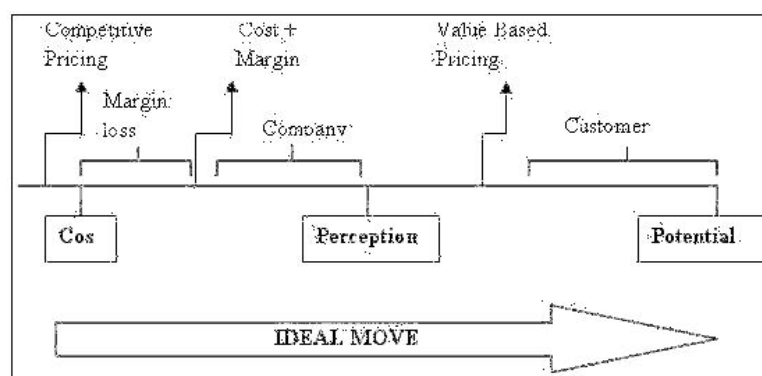 Competitive
Pricing
Cost +
Margin
Value Based
Pricing
Margin
loss
Company
Customer
Cos
Perception
Potential
IDEAL MOVE